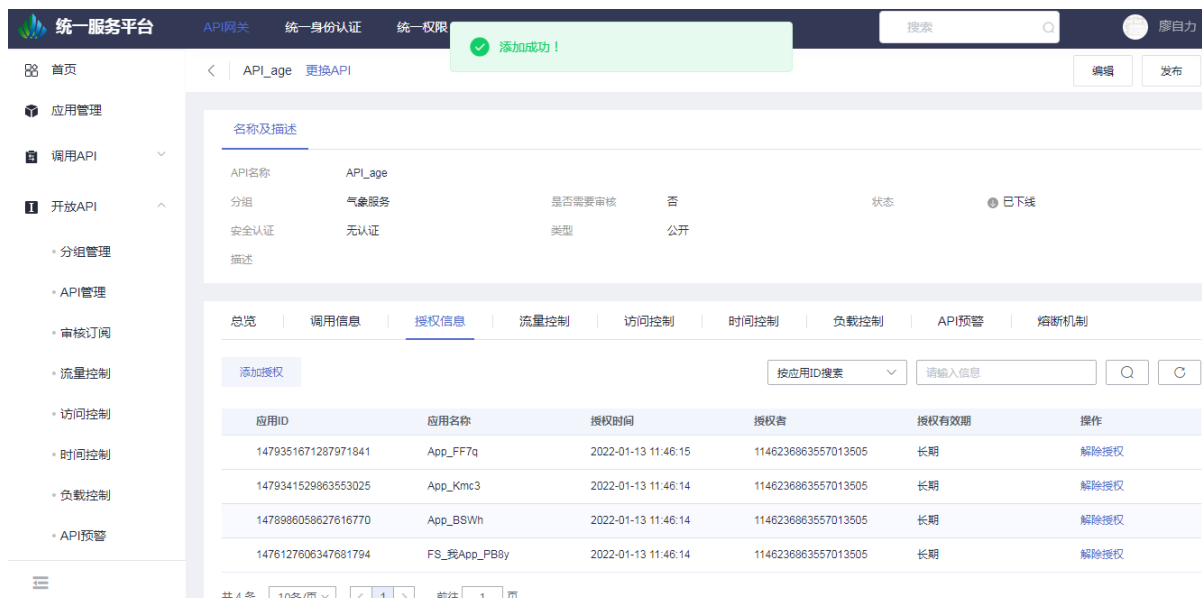 统一服务平台 API网关 统一身份认证 统一权限 搜索 廖自力
添加成功！
首页
API_age 更换API 编辑 发布
应用管理
名称及描述
调用API
API名称 API_age
开放API
分组 气象服务 是否需要审核 否 状态 已下线
安全认证 无认证 类型 公开
分组管理
描述
API管理
总览 调用信息 授权信息 流量控制 访问控制 时间控制 负载控制 API预警 熔断机制
审核订阅
添加授权 按应用ID搜索 请输入信息
流量控制
访问控制
应用ID 应用名称 授权时间 授权者 授权有效期 操作
时间控制
1479351671287971841 App_FF7q 2022-01-13 11:46:15 1146236863557013505 长期 解除授权
负载控制
1479341529863553025 App_Kmc3 2022-01-13 11:46:14 1146236863557013505 长期 解除授权
1478986058627616770 App_BSWh 2022-01-13 11:46:14 1146236863557013505 长期 解除授权
API预警
1476127606347681794 FS_我App_PB8y 2022-01-13 11:46:14 1146236863557013505 长期 解除授权
共 4 条 10条/页 1 前往 1 页